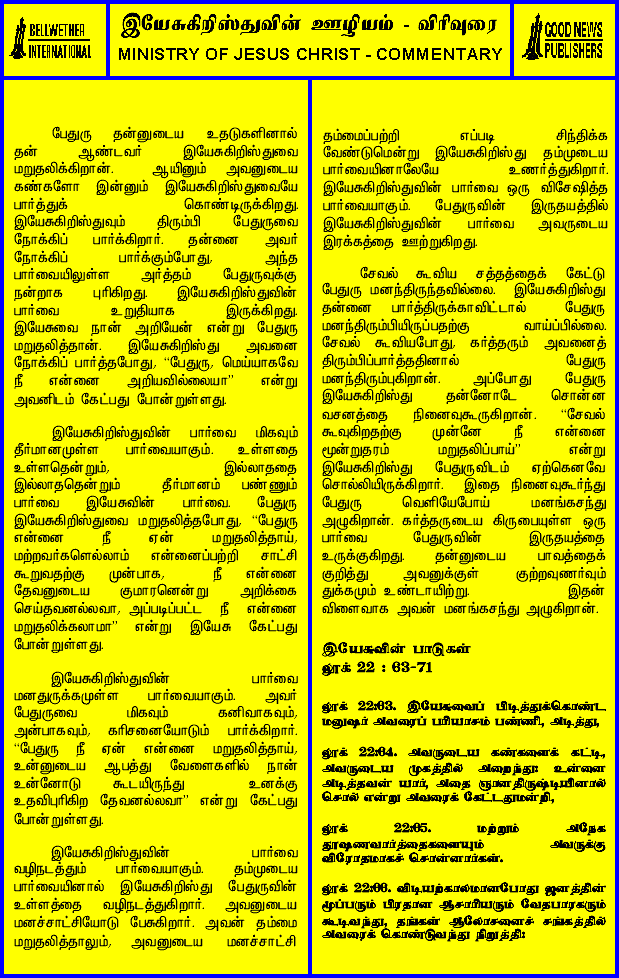 BELLWETHER
INTERNATIONAL
இயேசுகிறிஸ்துவின் ஊழியம் - விரிவுரை
MINISTRY OF JESUS CHRIST - COMMENTARY
GOOD NEWS
PUBLISHERS
பேதுரு தன்னுடைய உதடுகளினால்
தன் ஆண்டவர் இயேசுகிறிஸ்துவை
மறுதலிக்கிறான். ஆயினும் அவனுடைய
கண்களோ இன்னும் இயேசுகிறிஸ்துவையே
பார்த்துக் கொண்டிருக்கிறது.
இயேசுகிறிஸ்துவும் திரும்பி பேதுருவை
நோக்கிப் பார்க்கிறார். தன்னை அவர்
நோக்கிப் பார்க்கும்போது, அந்த
பார்வையிலுள்ள அர்த்தம் பேதுருவுக்கு
நன்றாக புரிகிறது. இயேசுகிறிஸ்துவின்
பார்வை உறுதியாக இருக்கிறது.
இயேசுவை நான் அறியேன் என்று பேதுரு
மறுதலித்தான். இயேசுகிறிஸ்து அவனை
நோக்கிப் பார்த்தபோது, “பேதுரு, மெய்யாகவே
நீ என்னை அறியவில்லையா” என்று
அவனிடம் கேட்பது போன்றுள்ளது.
இயேசுகிறிஸ்துவின் பார்வை மிகவும்
தீர்மானமுள்ள பார்வையாகும். உள்ளதை
உள்ளதென்றும், இல்லாததை
இல்லாததென்றும் தீர்மானம் பண்ணும்
பார்வை இயேசுவின் பார்வை. பேதுரு
இயேசுகிறிஸ்துவை மறுதலித்தபோது, “பேதுரு
என்னை நீ ஏன் மறுதலித்தாய்,
மற்றவர்களெல்லாம் என்னைப்பற்றி சாட்சி
கூறுவதற்கு முன்பாக, நீ என்னை
தேவனுடைய குமாரனென்று அறிக்கை
செய்தவனல்லவா, அப்படிப்பட்ட நீ என்னை
மறுதலிக்கலாமா” என்று இயேசு கேட்பது
போன்றுள்ளது.
இயேசுகிறிஸ்துவின் பார்வை
மனதுருக்கமுள்ள பார்வையாகும். அவர்
பேதுருவை மிகவும் கனிவாகவும்,
அன்பாகவும், கரிசனையோடும் பார்க்கிறார்.
“பேதுரு நீ ஏன் என்னை மறுதலித்தாய்,
உன்னுடைய ஆபத்து வேளைகளில் நான்
உன்னோடு கூடயிருந்து உனக்கு
உதவிபுரிகிற தேவனல்லவா” என்று கேட்பது
போன்றுள்ளது.
இயேசுகிறிஸ்துவின் பார்வை
வழிநடத்தும் பார்வையாகும். தம்முடைய
பார்வையினால் இயேசுகிறிஸ்து பேதுருவின்
உள்ளத்தை வழிநடத்துகிறார். அவனுடைய
மனச்சாட்சியோடு பேசுகிறார். அவன் தம்மை
மறுதலித்தாலும், அவனுடைய மனச்சாட்சி
தம்மைப்பற்றி எப்படி சிந்திக்க
வேண்டுமென்று இயேசுகிறிஸ்து தம்முடைய
பார்வையினாலேயே உணர்த்துகிறார்.
இயேசுகிறிஸ்துவின் பார்வை ஒரு விசேஷித்த
பார்வையாகும். பேதுருவின் இருதயத்தில்
இயேசுகிறிஸ்துவின் பார்வை அவருடைய
இரக்கத்தை ஊற்றுகிறது.
சேவல் கூவிய சத்தத்தைக் கேட்டு
பேதுரு மனந்திருந்தவில்லை. இயேசுகிறிஸ்து
தன்னை பார்த்திருக்காவிட்டால் பேதுரு
மனந்திரும்பியிருப்பதற்கு வாய்ப்பில்லை.
சேவல் கூவியபோது, கர்த்தரும் அவனைத்
திரும்பிப்பார்த்ததினால் பேதுரு
மனந்திரும்புகிறான். அப்போது பேதுரு
இயேசுகிறிஸ்து தன்னோடே சொன்ன
வசனத்தை நினைவுகூருகிறான். “சேவல்
கூவுகிறதற்கு முன்னே நீ என்னை
மூன்றுதரம் மறுதலிப்பாய்” என்று
இயேசுகிறிஸ்து பேதுருவிடம் ஏற்கெனவே
சொல்லியிருக்கிறார். இதை நினைவுகூர்ந்து
பேதுரு வெளியேபோய் மனங்கசந்து
அழுகிறான். கர்த்தருடைய கிருபையுள்ள ஒரு
பார்வை பேதுருவின் இருதயத்தை
உருக்குகிறது. தன்னுடைய பாவத்தைக்
குறித்து அவனுக்குள் குற்றவுணர்வும்
துக்கமும் உண்டாயிற்று. இதன்
விளைவாக அவன் மனங்கசந்து அழுகிறான்.
இயேசுவின் பாடுகள்
லூக் 22 : 63-71
லூக் 22:63. இயேசுவைப் பிடித்துக்கொண்ட
மனுஷர் அவரைப் பரியாசம் பண்ணி, அடித்து,
லூக் 22:64. அவருடைய கண்களைக் கட்டி,
அவருடைய முகத்தில் அறைந்து: உன்னை
அடித்தவன் யார், அதை ஞானதிருஷ்டியினால்
சொல் என்று அவரைக் கேட்டதுமன்றி,
லூக் 22:65. மற்றும் அநேக
தூஷணவார்த்தைகளையும் அவருக்கு
விரோதமாகச் சொன்னார்கள்.
லூக் 22:66. விடியற்காலமானபோது ஜனத்தின்
மூப்பரும் பிரதான ஆசாரியரும் வேதபாரகரும்
கூடிவந்து, தங்கள் ஆலோசனைச் சங்கத்தில்
அவரைக் கொண்டுவந்து நிறுத்தி: